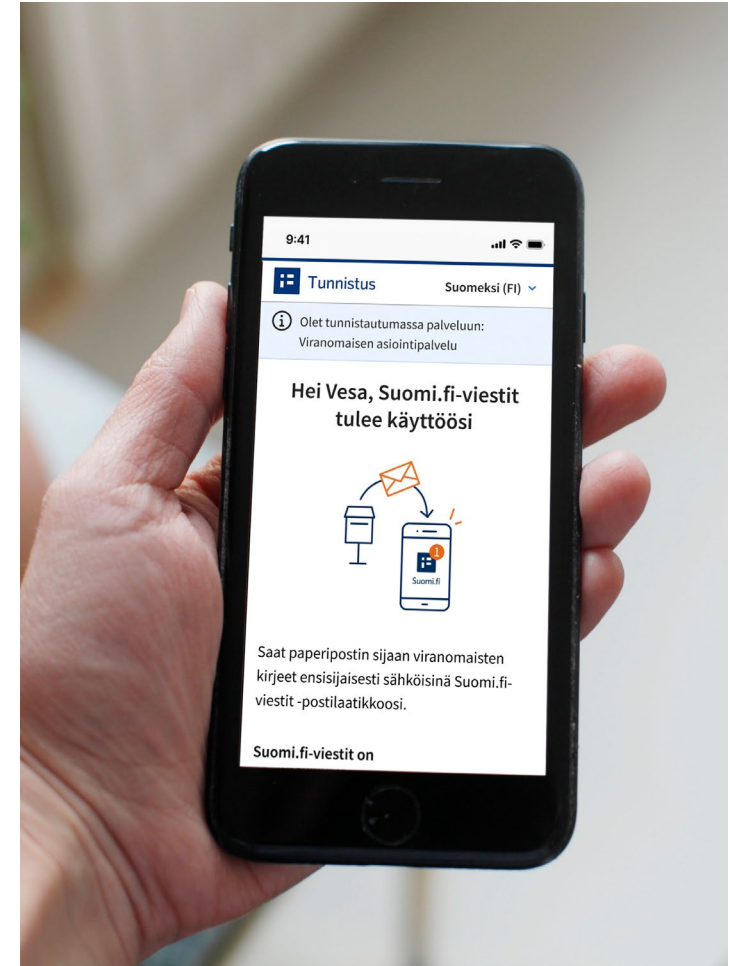 9:41
Tunnistus
Suomeksi (FI)
Olet tunnistautumassa palveluun:
Viranomaisen asiointipalvelu
Hei Vesa, Suomi.fi-viestit
tulee käyttöösi
1
Suomi.fi
Saat paperipostin sijaan viranomaisten
kirjeet ensisijaisesti sähköisinä Suomi.fi-
viestit -postilaatikkoosi.
Suomi.fi-viestit on